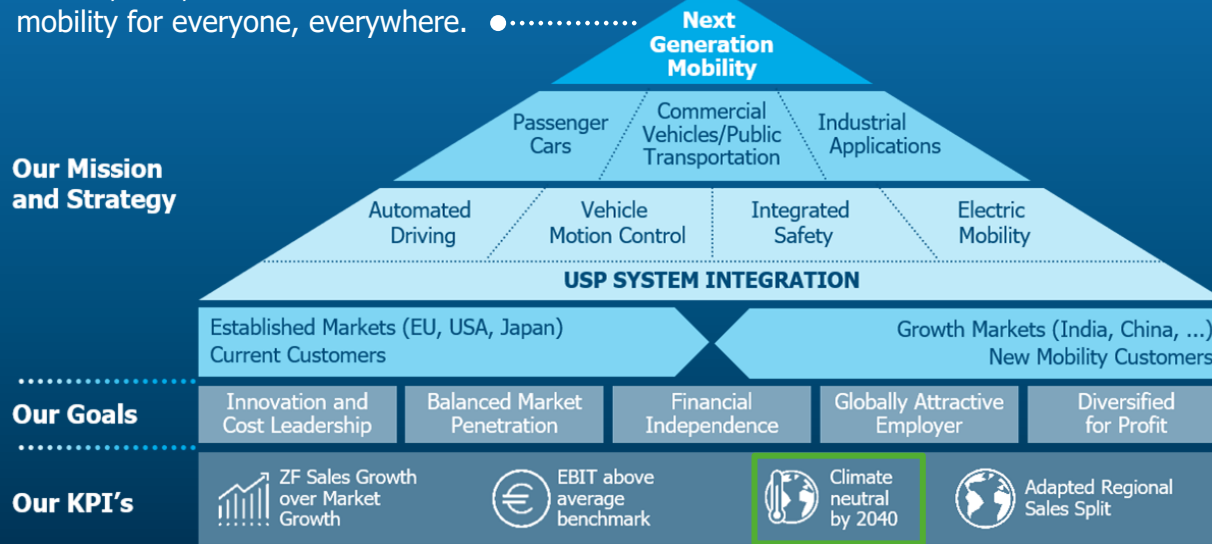 mobility for everyone, everywhere.
Next
Generation
Mobility
Passenger
Cars
Commercial
Vehicles/Public
Transportation
Industrial
Applications
Our Mission
and Strategy
Automated
Driving
Vehicle
Motion Control
Integrated
Safety
Electric
Mobility
USP SYSTEM INTEGRATION
Established Markets (EU, USA, Japan)
Current Customers
Growth Markets (India, China, ...)
New Mobility Customers
Our Goals
Innovation and
Cost Leadership
Balanced Market
Penetration
Financial
Independence
Globally Attractive
Employer
Diversified
for Profit
Our KPI's
ZF Sales Growth
over Market
Growth
EBIT above
average
benchmark
Climate
neutral
by 2040
Adapted Regional
Sales Split